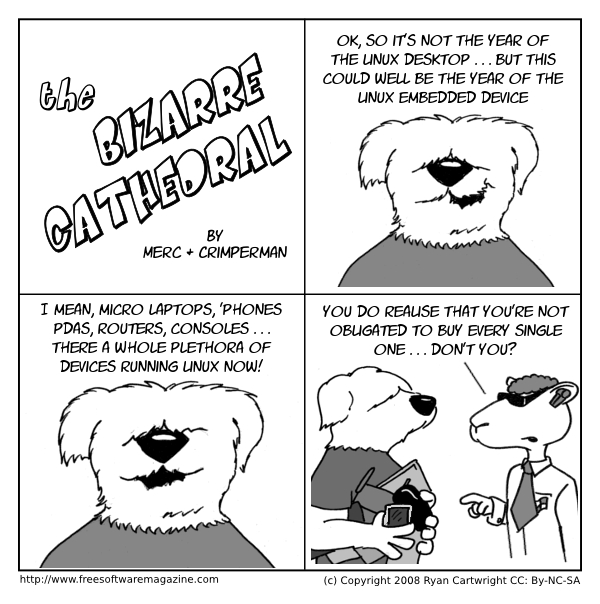 the
BIZARRE
CATHEDRAL
BY
MERC + CRIMPERMAN
OK, SO IT'S NOT THE YEAR OF
THE LINUX DESKTOP . . . BUT THIS
COULD WELL BE THE YEAR OF THE
LINUX EMBEDDED DEVICE
I MEAN, MICRO LAPTOPS, 'PHONES
PDAS, ROUTERS, CONSOLES . . .
THERE A WHOLE PLETHORA OF
DEVICES RUNNING LINUX NOW!
YOU DO REALISE THAT YOU'RE NOT
OBLIGATED TO BUY EVERY SINGLE
ONE . . . DON'T YOU?
http://www.freesoftwaremagazine.com
(c) Copyright 2008 Ryan Cartwright CC: By-NC-SA